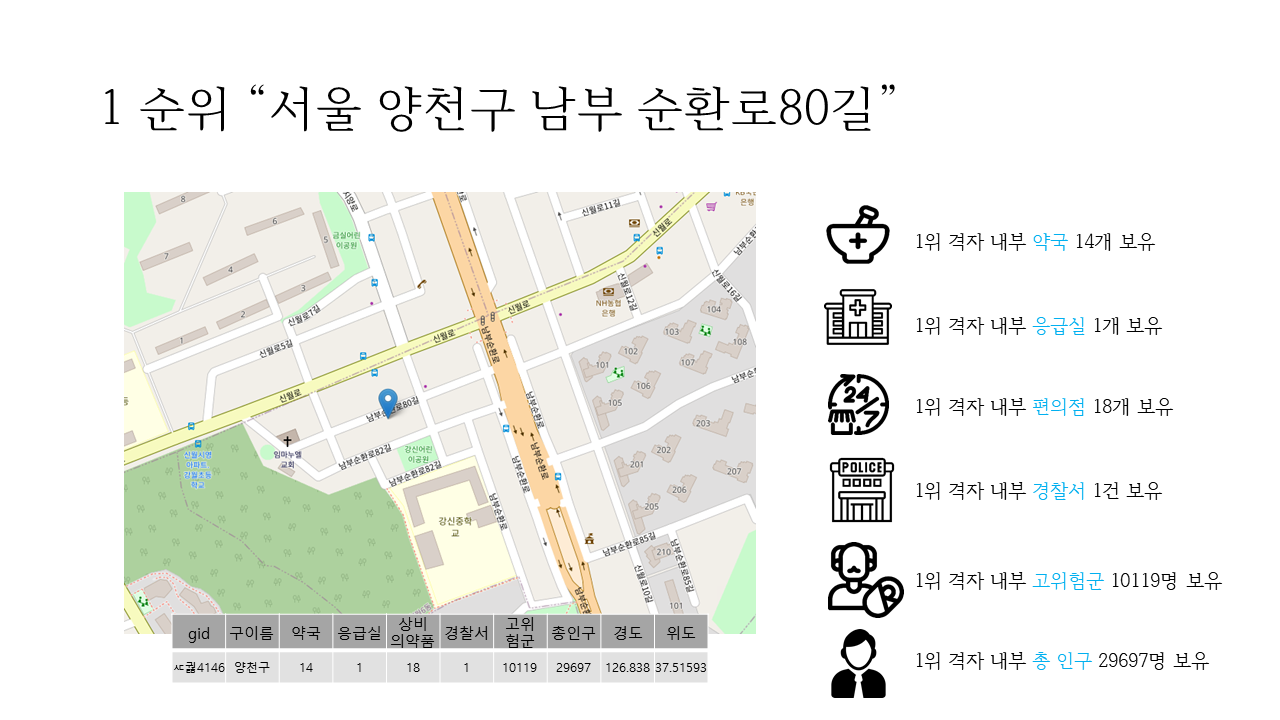 1 순위 “서울 양천구 남부 순환로80길”
8
6
5
7
4
3
2
1
금실어린
이공원
신월로7길
신월로5길
신월로11길
신월로
신월로
신월로
신월로
NH농협
은행
은행
신월로12길
신월로16길
남부순환로
남부순환로
남부순환로
남부순환로
남부순환로
남부순환로80길
남부순환로82길
남부순환로82길
강신어린
이공원
임마누엘
교회
신월시영
아파트
강월초등
학교
강신중학
교
남부순환로85길
남부순환로85길
신월로10길
101
102
103
104
105
106
107
108
201
202
203
205
206
207
210
101
gid 구이름 약국 응급실 상비의약품 경찰서 고위험군 총인구 경도 위도
양천구 14 1 18 1 10119 29697 126.838 37.51593
1위 격자 내부 약국 14개 보유
1위 격자 내부 응급실 1개 보유
24
7
1위 격자 내부 편의점 18개 보유
POLICE
1위 격자 내부 경찰서 1건 보유
1위 격자 내부 고위험군 10119명 보유
1위 격자 내부 총 인구 29697명 보유